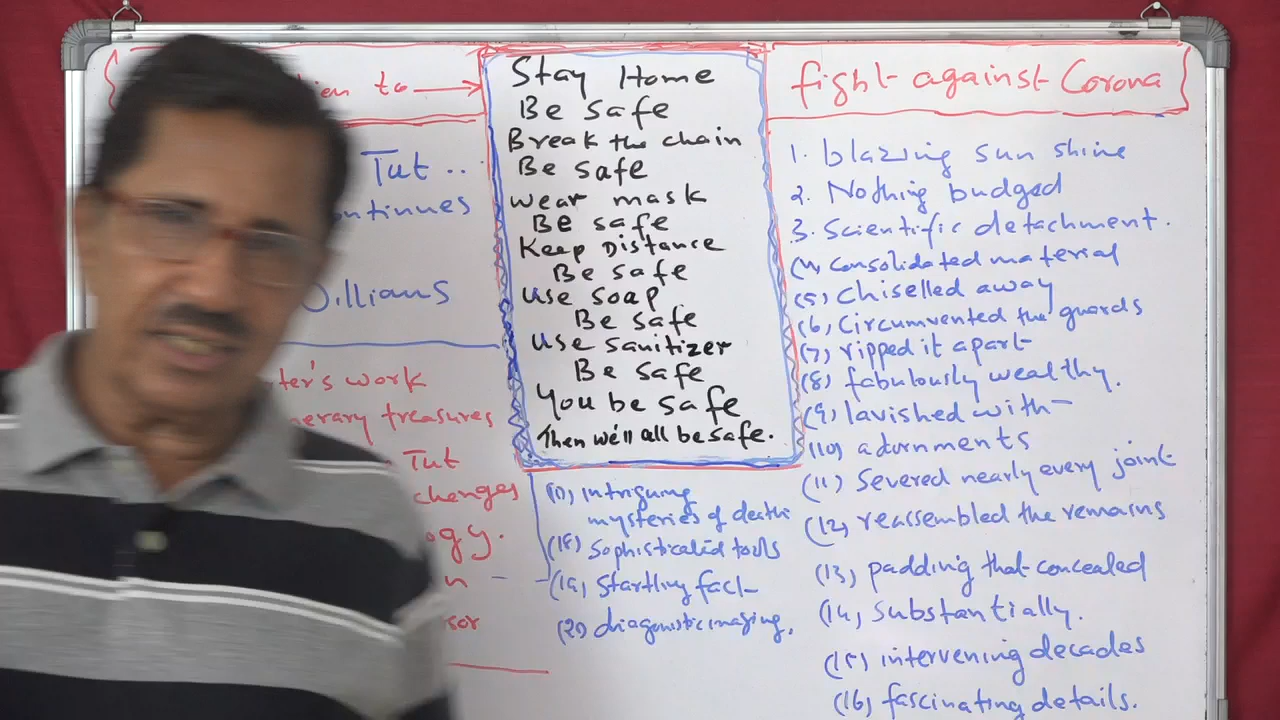 to →
Tut ..
ontinues
illians
ter's work
erary treasures
Tut
changes
ogy.
n - -
sor
Stay Home
Be safe
Break the chain
Be safe
wear mask
Be safe
Keep Distance
Be safe
use soap
Be safe
use sanitizer
Be safe
You be safe
Then we'll all be safe.
intriguing
mysteries of death
(18) Sophisticated tools
(19) startling fact
(20) diagonestic imaging,
fight against Corona
1. blazing sun shine
2. Nothing budged
3. Scientific detachment.
(4) consolidated material
(5) chiselled away
(6) Circumvented the guards
(7) ripped it apart
(8) fabulously wealthy.
(9) lavished with
(10) adornments
(11) Severed nearly every joint
(12) reassembled the remains
(13) padding that concealed
(14) substantially.
(15) intervening decades
(16) fascinating details.